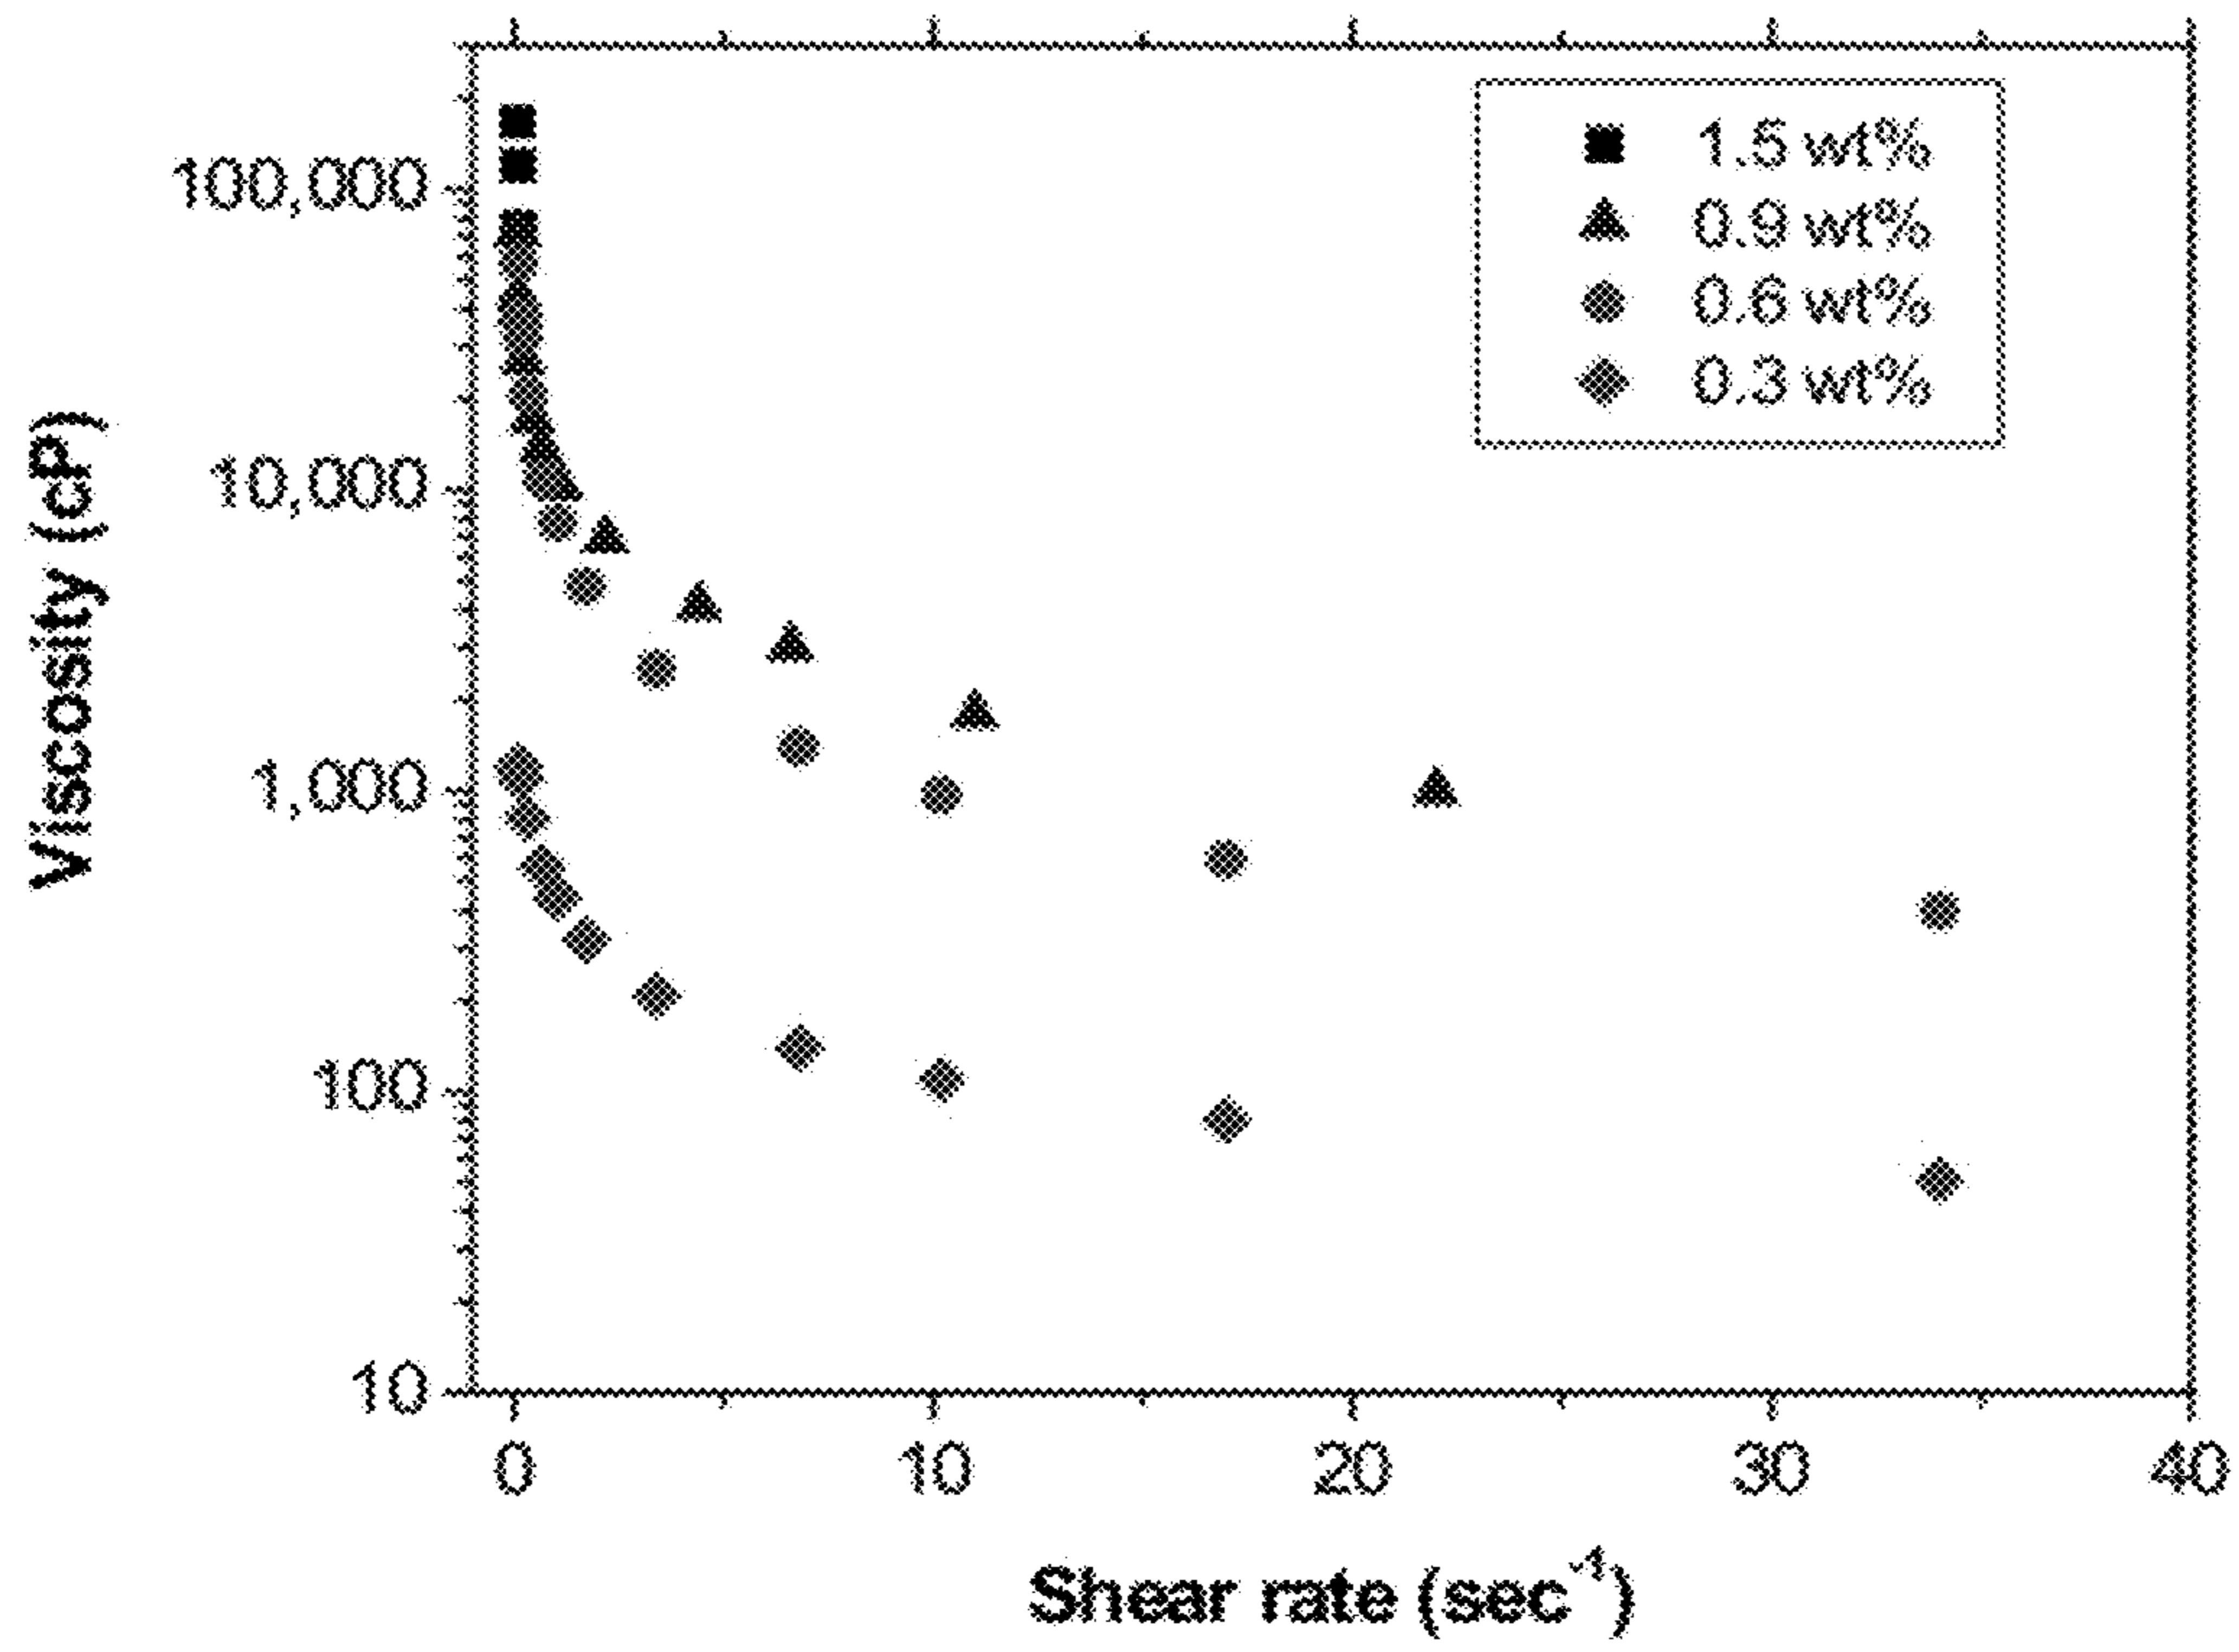 1.5 wt%
0.9 wt%
0.6 wt%
0.3 wt%
Viscosity (cP)
100,000
10,000
1,000
100
10
0 10 20 30 40
Shear rate (sec⁻¹)